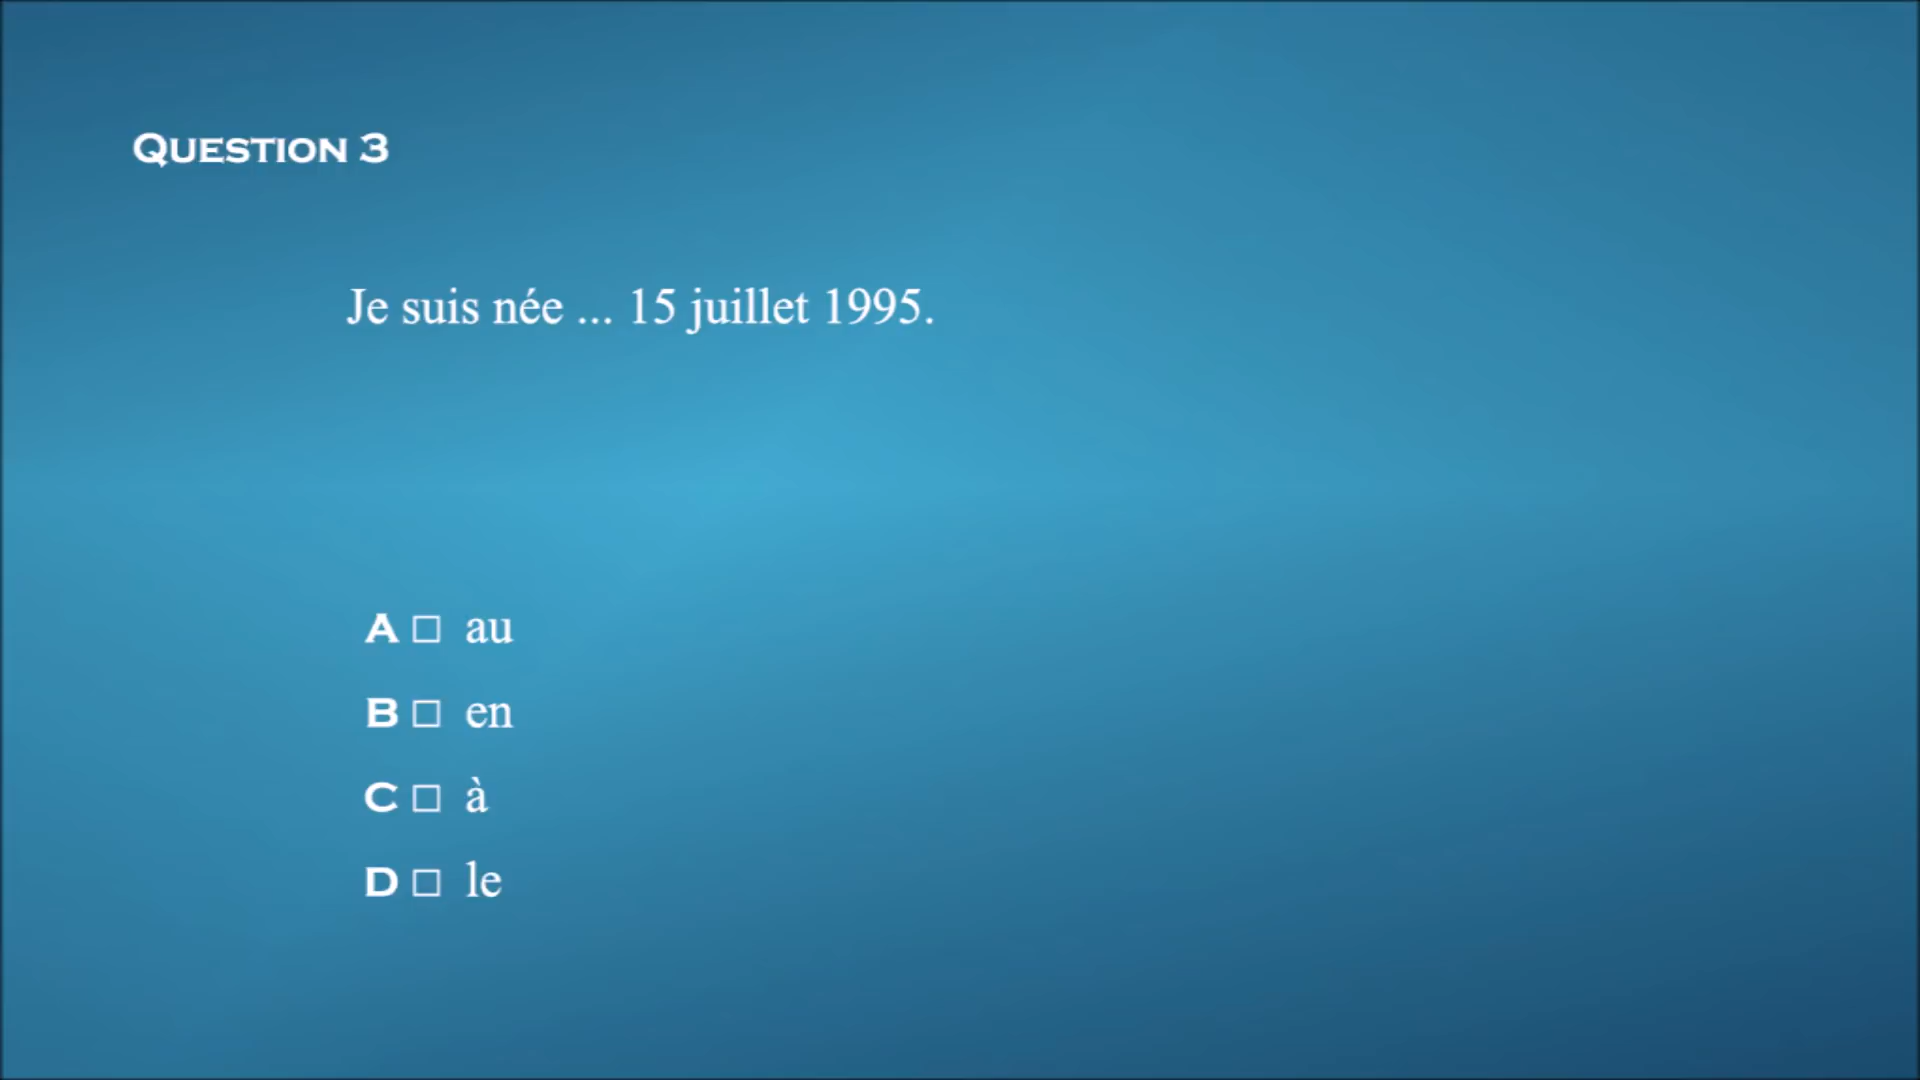 Question 3
Je suis née ... 15 juillet 1995.
A □ au
B □ en
C □ à
D □ le